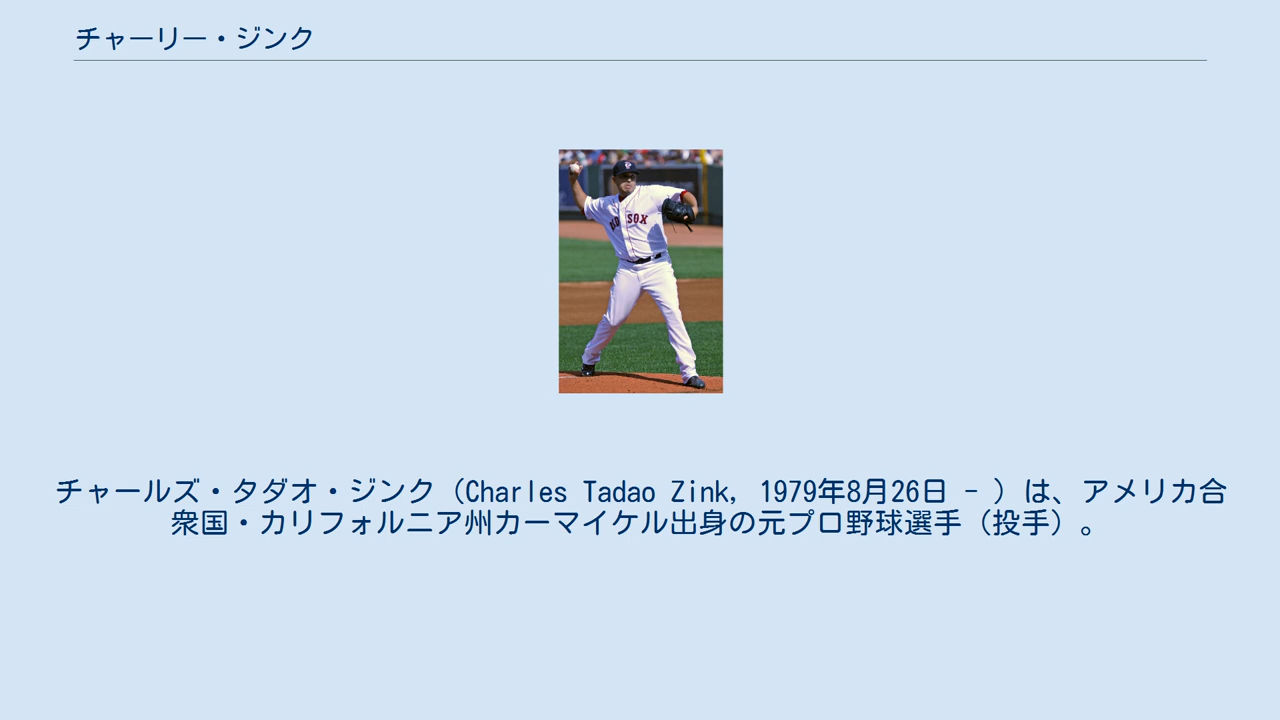 チャーリー・ジンク
SOX
チャールズ・タダオ・ジンク（Charles Tadao Zink, 1979年8月26日 - ）は、アメリカ合
衆国・カリフォルニア州カーマイケル出身の元プロ野球選手（投手）。